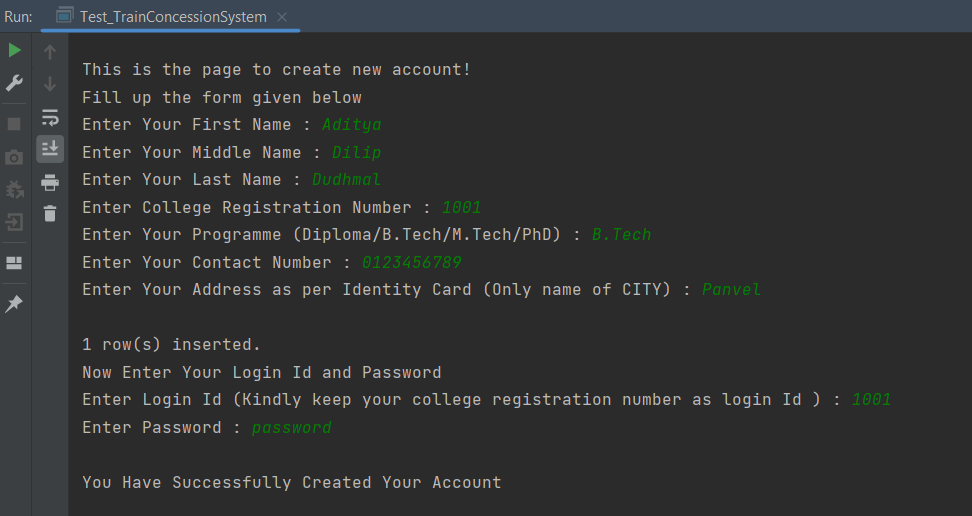 Run: Test_TrainConcessionSystem
This is the page to create new account!
Fill up the form given below
Enter Your First Name : Aditya
Enter Your Middle Name : Dilip
Enter Your Last Name : Dudhmal
Enter College Registration Number : 1001
Enter Your Programme (Diploma/B.Tech/M.Tech/PhD) : B.Tech
Enter Your Contact Number : 0123456789
Enter Your Address as per Identity Card (Only name of CITY) : Panvel
1 row(s) inserted.
Now Enter Your Login Id and Password
Enter Login Id (Kindly keep your college registration number as login Id ) : 1001
Enter Password : password
You Have Successfully Created Your Account